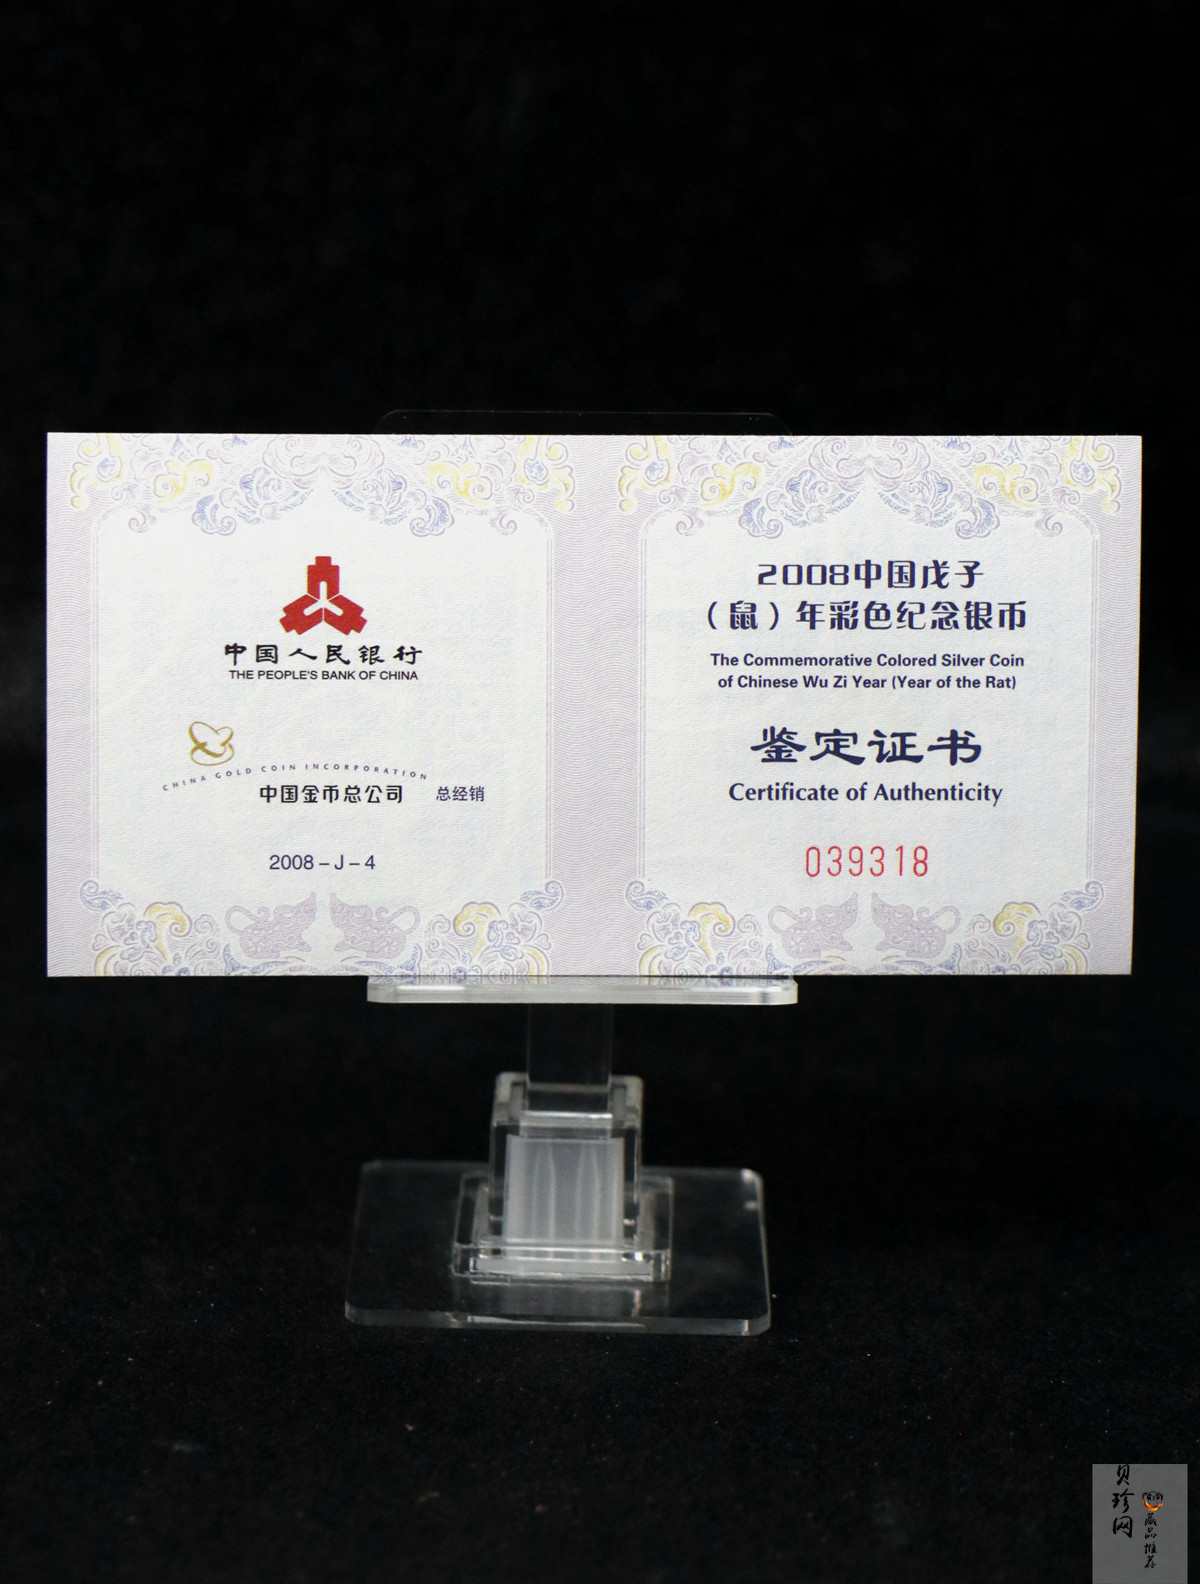 中国人民银行
THE PEOPLE'S BANK OF CHINA
CHINA GOLD COIN INCORPORATION
中国金币总公司 总经销
2008－J－4
2008中国戊子
（鼠）年彩色纪念银币
The Commemorative Colored Silver Coin
of Chinese Wu Zi Year (Year of the Rat)
鉴定证书
Certificate of Authenticity
039318
贝珍网
藏品推荐